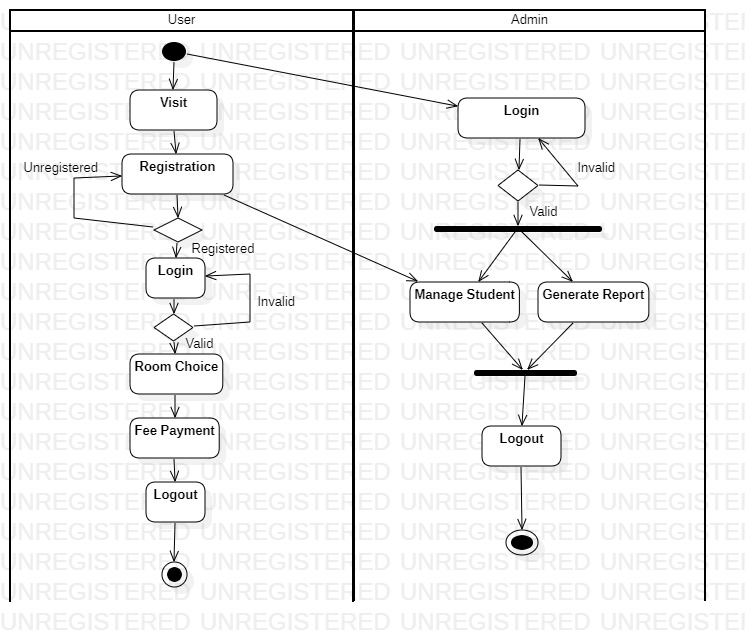 User
Admin
Visit
Login
Unregistered
Registration
Invalid
Valid
Registered
Login
Manage Student
Generate Report
Invalid
Valid
Room Choice
Fee Payment
Logout
Logout
UNREGISTERED UNREGISTERED UNREGISTERED UNREGISTERED